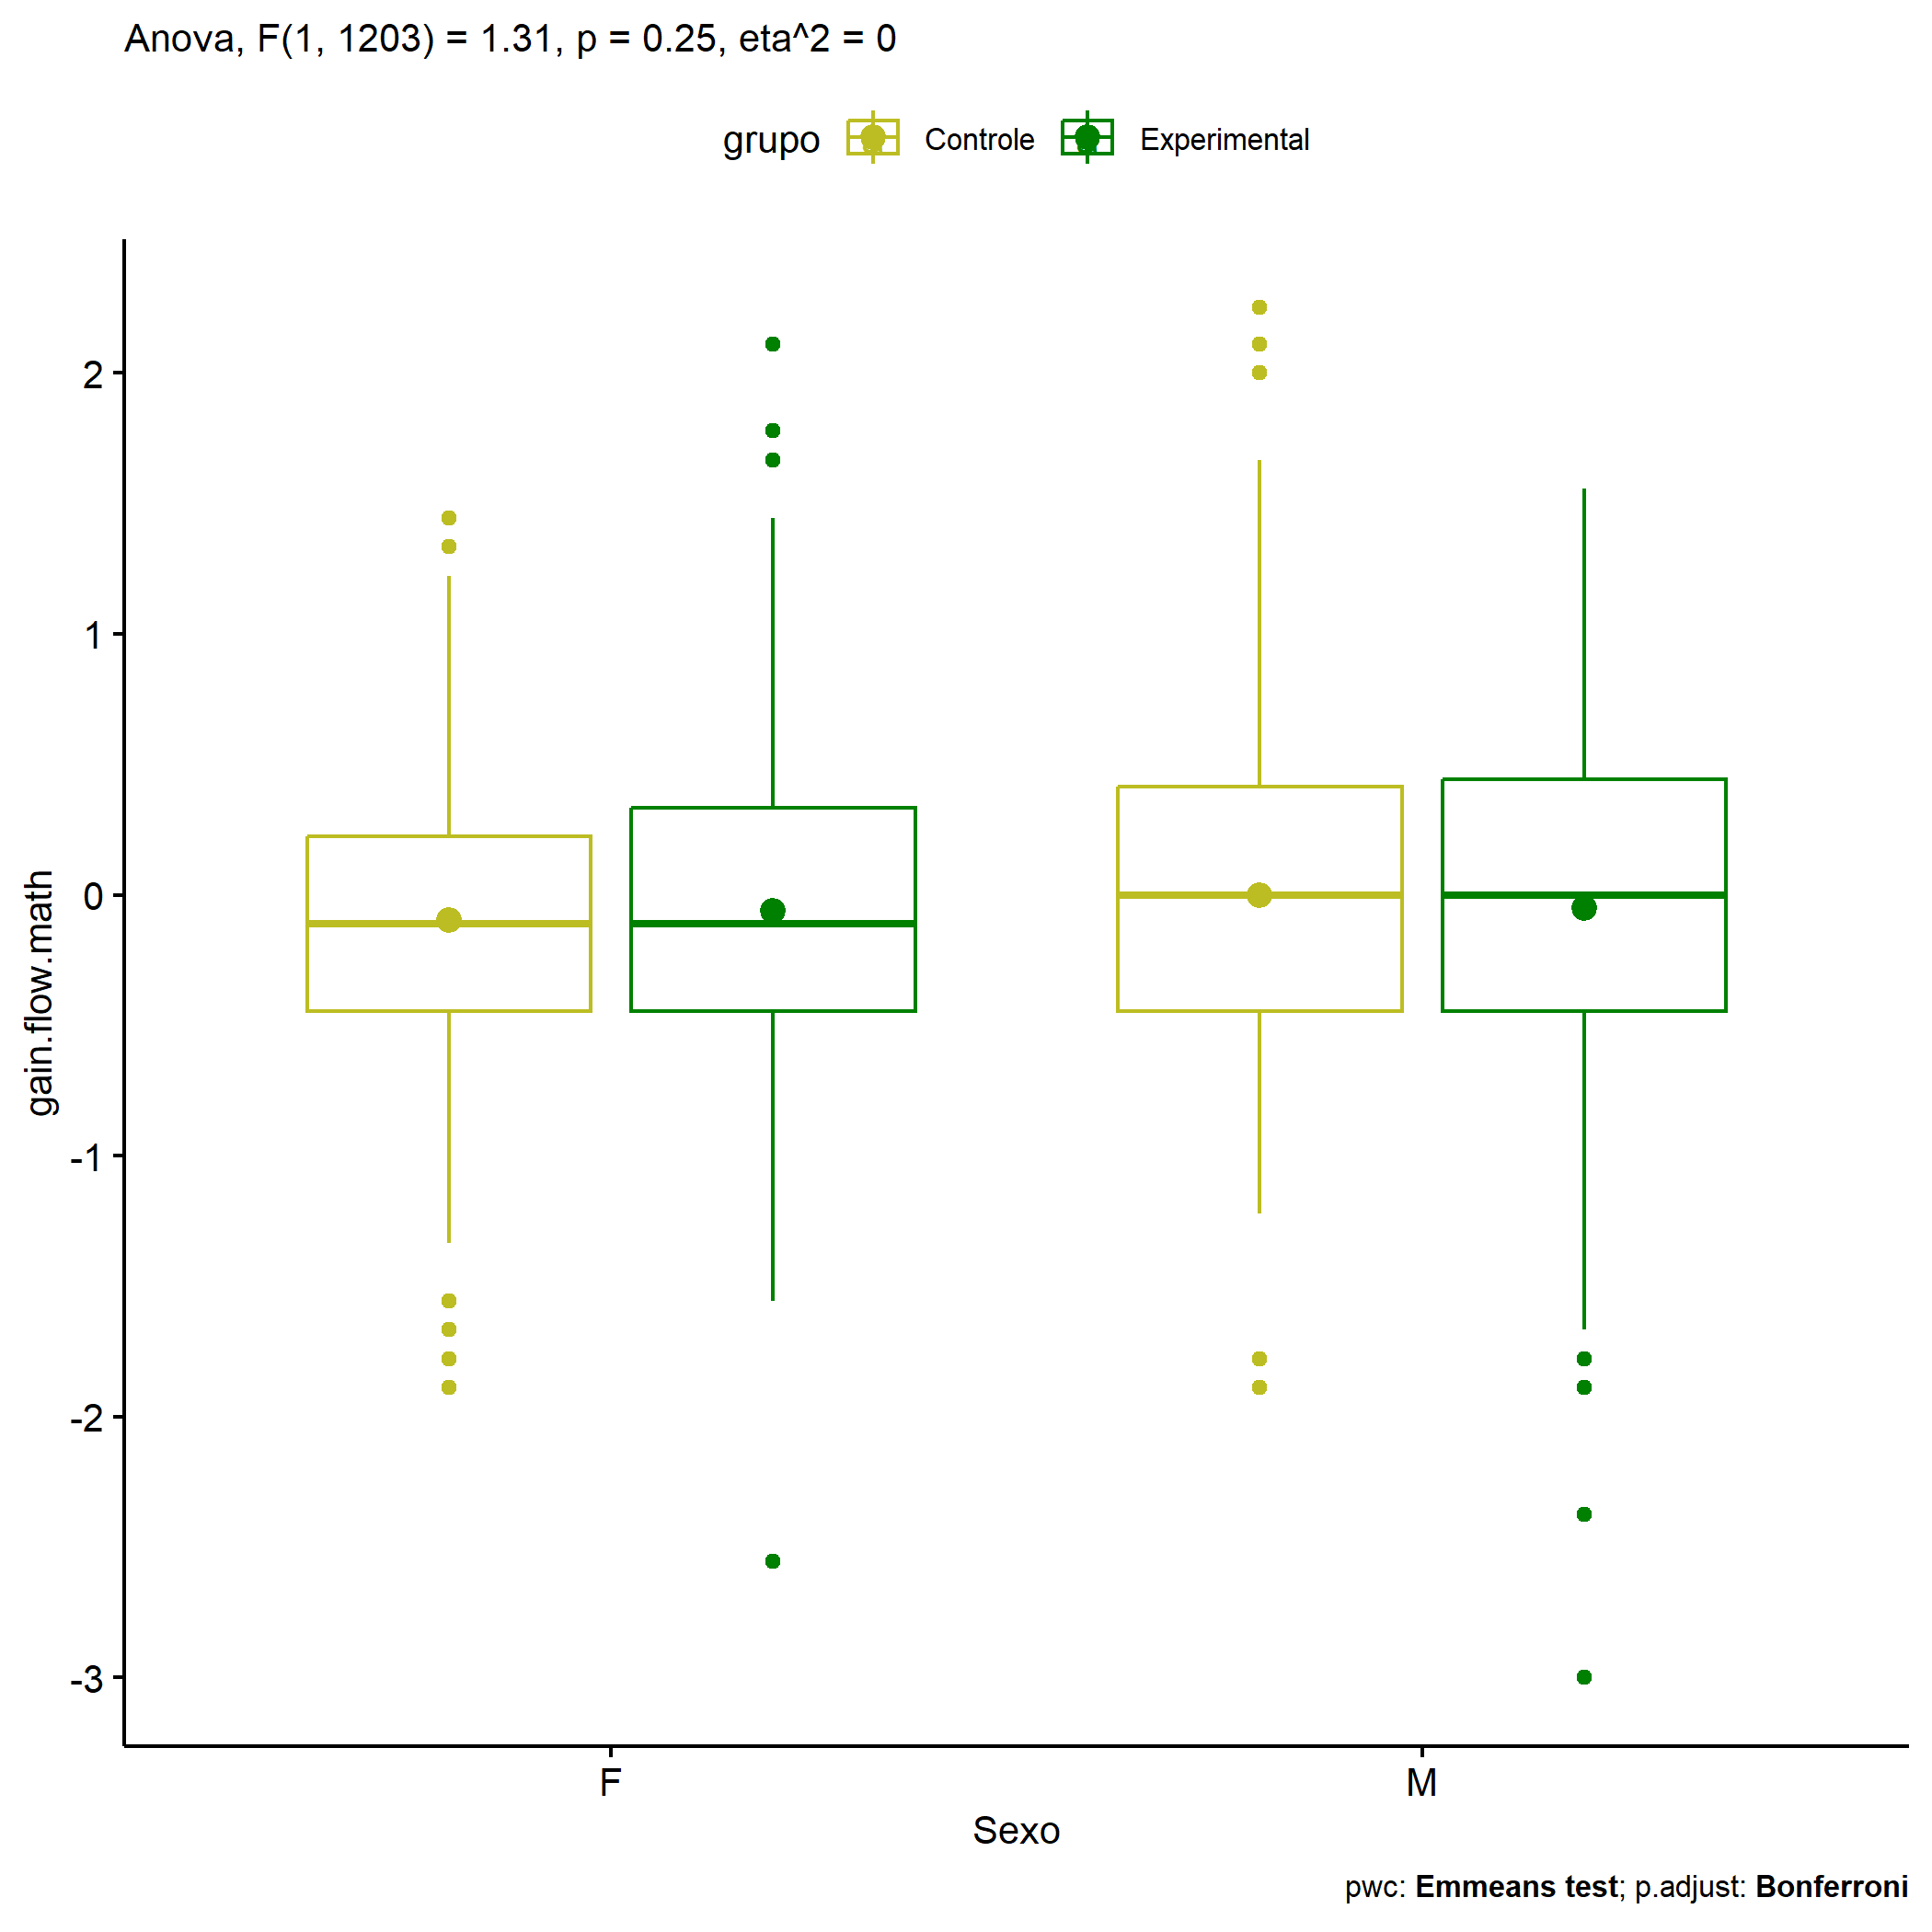 Anova, F(1, 1203) = 1.31, p = 0.25, eta^2 = 0
grupo Controle Experimental
gain.flow.math
2
1
0
-1
-2
-3
F M
Sexo
pwc: Emmeans test; p.adjust: Bonferroni